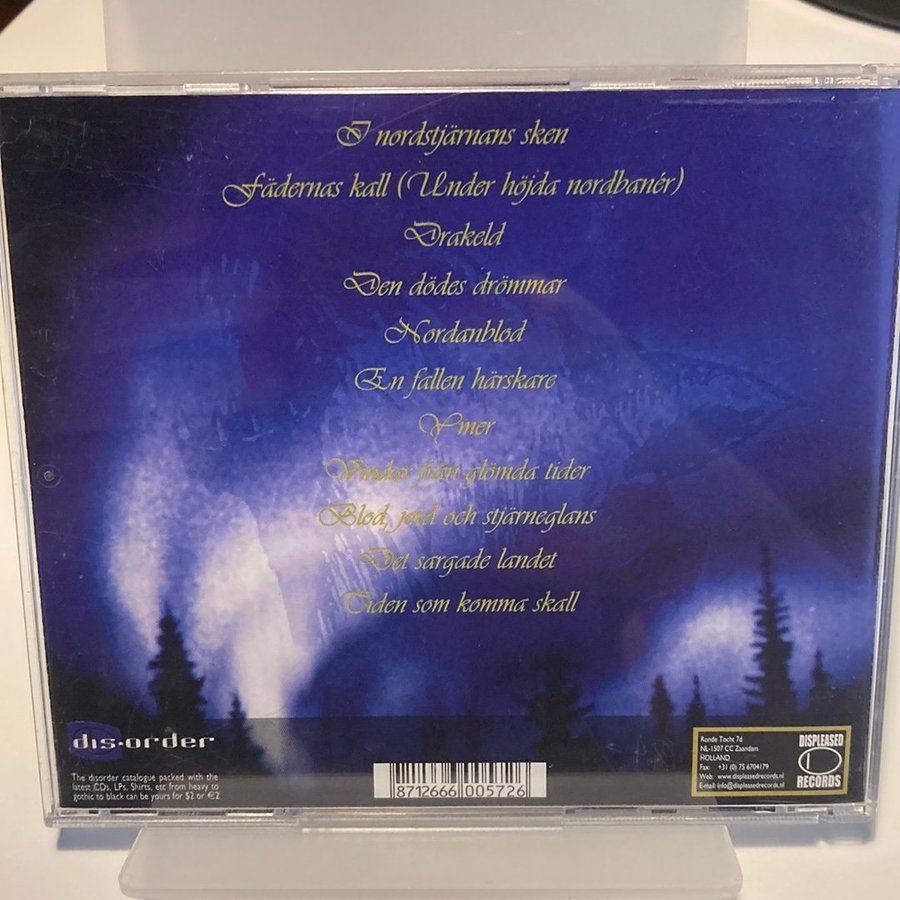 I nordstjärnans sken
Fädernas kall (Under höjda nordbanér)
Drakeld
Den dödes drömmar
Nordanblod
En fallen härskare
Ymer
Vindar från glömda tider
Blod, jord och stjärneglans
Det sargade landet
Tiden som komma skall
dis•order
The disorder catalogue packed with the
latest CDs, LPs, Shirts, etc from heavy to
gothic to black can be yours for $2 or €2
8712666 005726
Ronde Tocht 7d
NL-1507 CC Zaandam
HOLLAND
Fax: +31 (0) 75 6704179
Web: www.displeasedrecords.nl
E-mail: info@displeasedrecords.nl
DISPLEASED
RECORDS